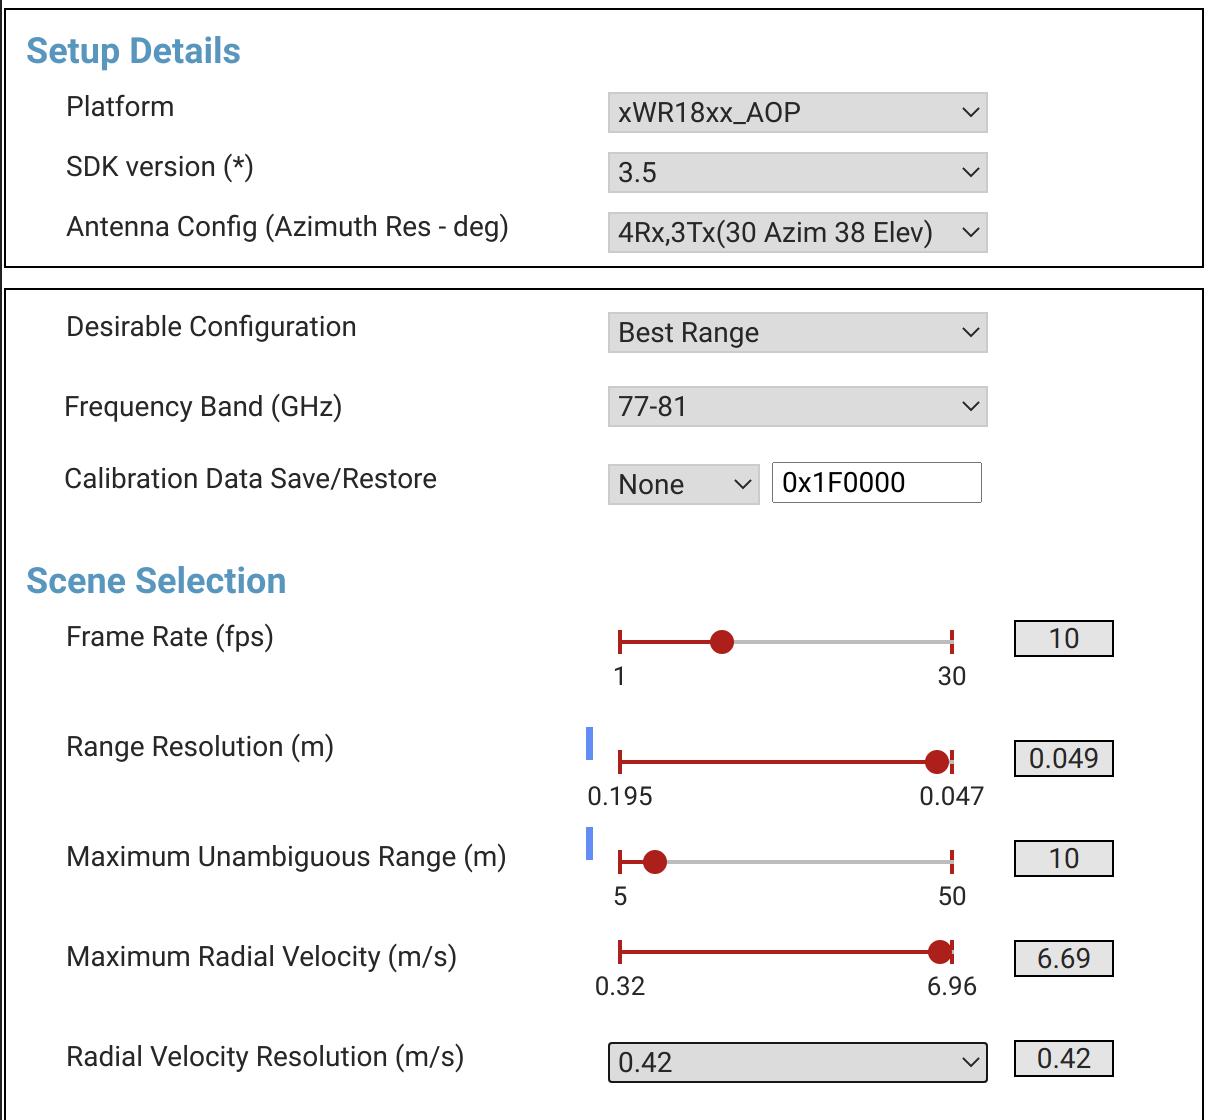 Setup Details
Platform xWR18xx_AOP
SDK version (*) 3.5
Antenna Config (Azimuth Res - deg) 4Rx,3Tx(30 Azim 38 Elev)
Desirable Configuration Best Range
Frequency Band (GHz) 77-81
Calibration Data Save/Restore None 0x1F0000
Scene Selection
Frame Rate (fps) 10
1 30
Range Resolution (m) 0.049
0.195 0.047
Maximum Unambiguous Range (m) 10
5 50
Maximum Radial Velocity (m/s) 6.69
0.32 6.96
Radial Velocity Resolution (m/s) 0.42 0.42